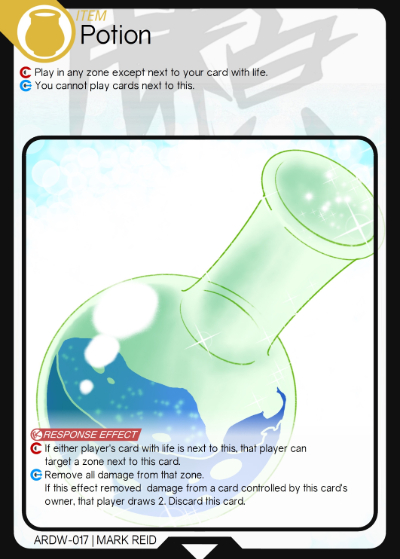 ITEM
Potion
Play in any zone except next to your card with life.
You cannot play cards next to this.
RESPONSE EFFECT
If either player's card with life is next to this, that player can
target a zone next to this card.
Remove all damage from that zone.
If this effect removed damage from a card controlled by this card's
owner, that player draws 2. Discard this card.
ARDW-017 | MARK REID